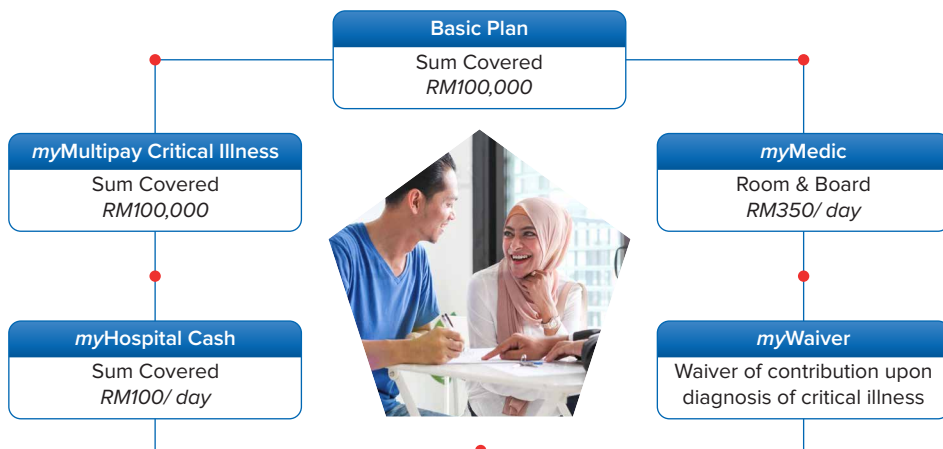 Basic Plan
Sum Covered
RM100,000
myMultipay Critical Illness
Sum Covered
RM100,000
myMedic
Room & Board
RM350/ day
myHospital Cash
Sum Covered
RM100/ day
myWaiver
Waiver of contribution upon
diagnosis of critical illness